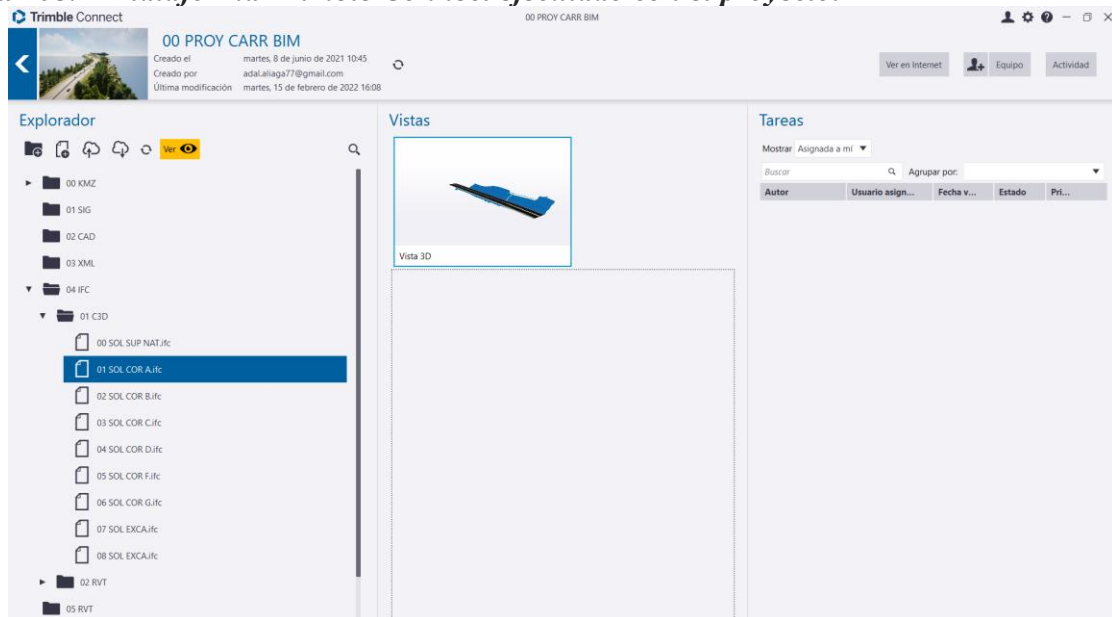 Trimble Connect
00 PROY CARR BIM
00 PROY CARR BIM
Creado el martes, 8 de junio de 2021 10:45
Creado por adal.aliaga77@gmail.com
Última modificación martes, 15 de febrero de 2022 16:08
Ver en Internet Equipo Actividad
Explorador
Ver
00 KMZ
01 SIG
02 CAD
03 XML
04 IFC
01 C3D
00 SOL SUP NAT.ifc
01 SOL COR A.ifc
02 SOL COR B.ifc
03 SOL COR C.ifc
04 SOL COR D.ifc
05 SOL COR F.ifc
06 SOL COR G.ifc
07 SOL EXCA.ifc
08 SOL EXCA.ifc
02 RVT
05 RVT
Vistas
Vista 3D
Tareas
Mostrar Asignada a mí
Buscar Agrupar por:
Autor Usuario asign... Fecha v... Estado Pri...